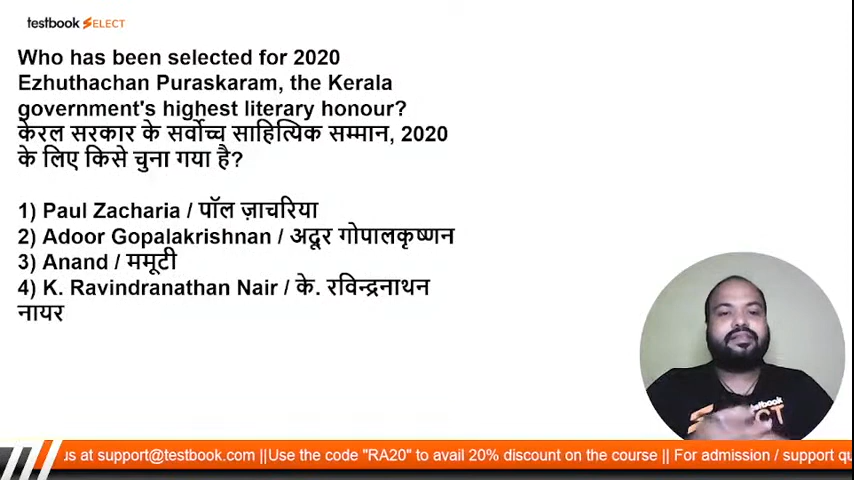 testbook SELECT
Who has been selected for 2020
Ezhuthachan Puraskaram, the Kerala
government's highest literary honour?
केरल सरकार के सर्वोच्च साहित्यिक सम्मान, 2020
के लिए किसे चुना गया है?
1) Paul Zacharia / पॉल ज़ाचरिया
2) Adoor Gopalakrishnan / अदूर गोपालकृष्णन
3) Anand / ममूटी
4) K. Ravindranathan Nair / के. रविन्द्रनाथन
नायर
testbook
CT
us at support@testbook.com ||Use the code "RA20" to avail 20% discount on the course || For admission / support qu